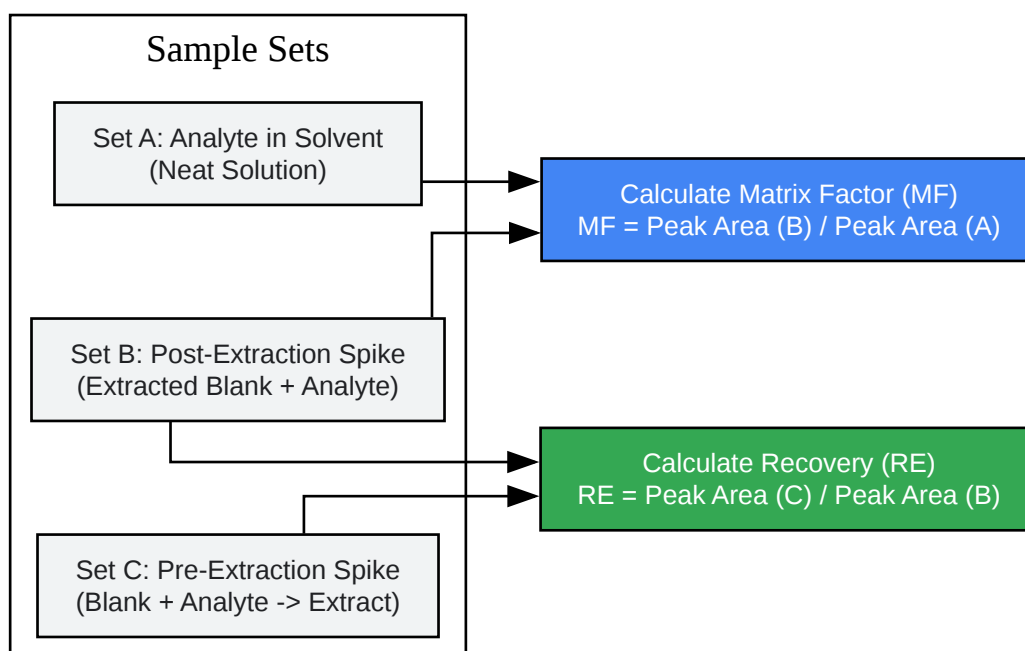 Sample Sets
Set A: Analyte in Solvent
(Neat Solution)
Calculate Matrix Factor (MF)
MF = Peak Area (B) / Peak Area (A)
Set B: Post-Extraction Spike
(Extracted Blank + Analyte)
Calculate Recovery (RE)
RE = Peak Area (C) / Peak Area (B)
Set C: Pre-Extraction Spike
(Blank + Analyte -> Extract)